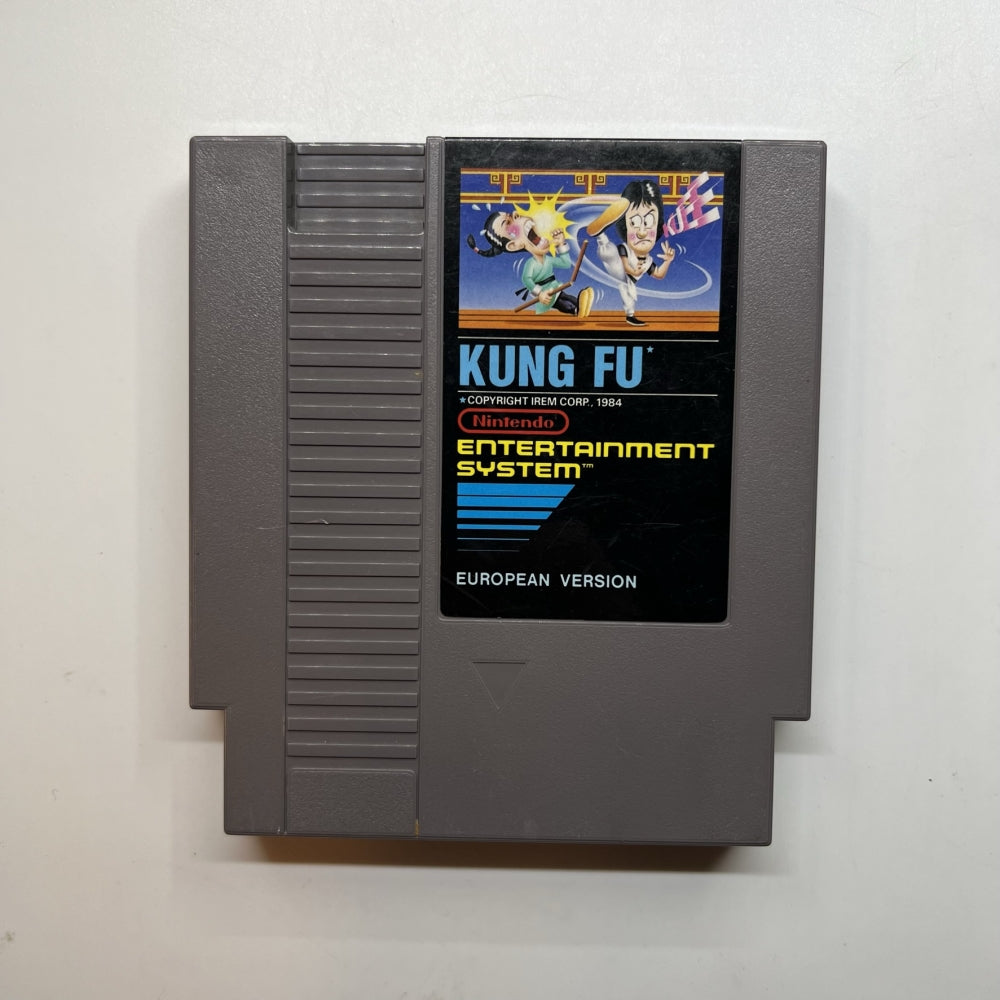 KUNG FU*
*COPYRIGHT IREM CORP., 1984
Nintendo®
ENTERTAINMENT
SYSTEM™
EUROPEAN VERSION